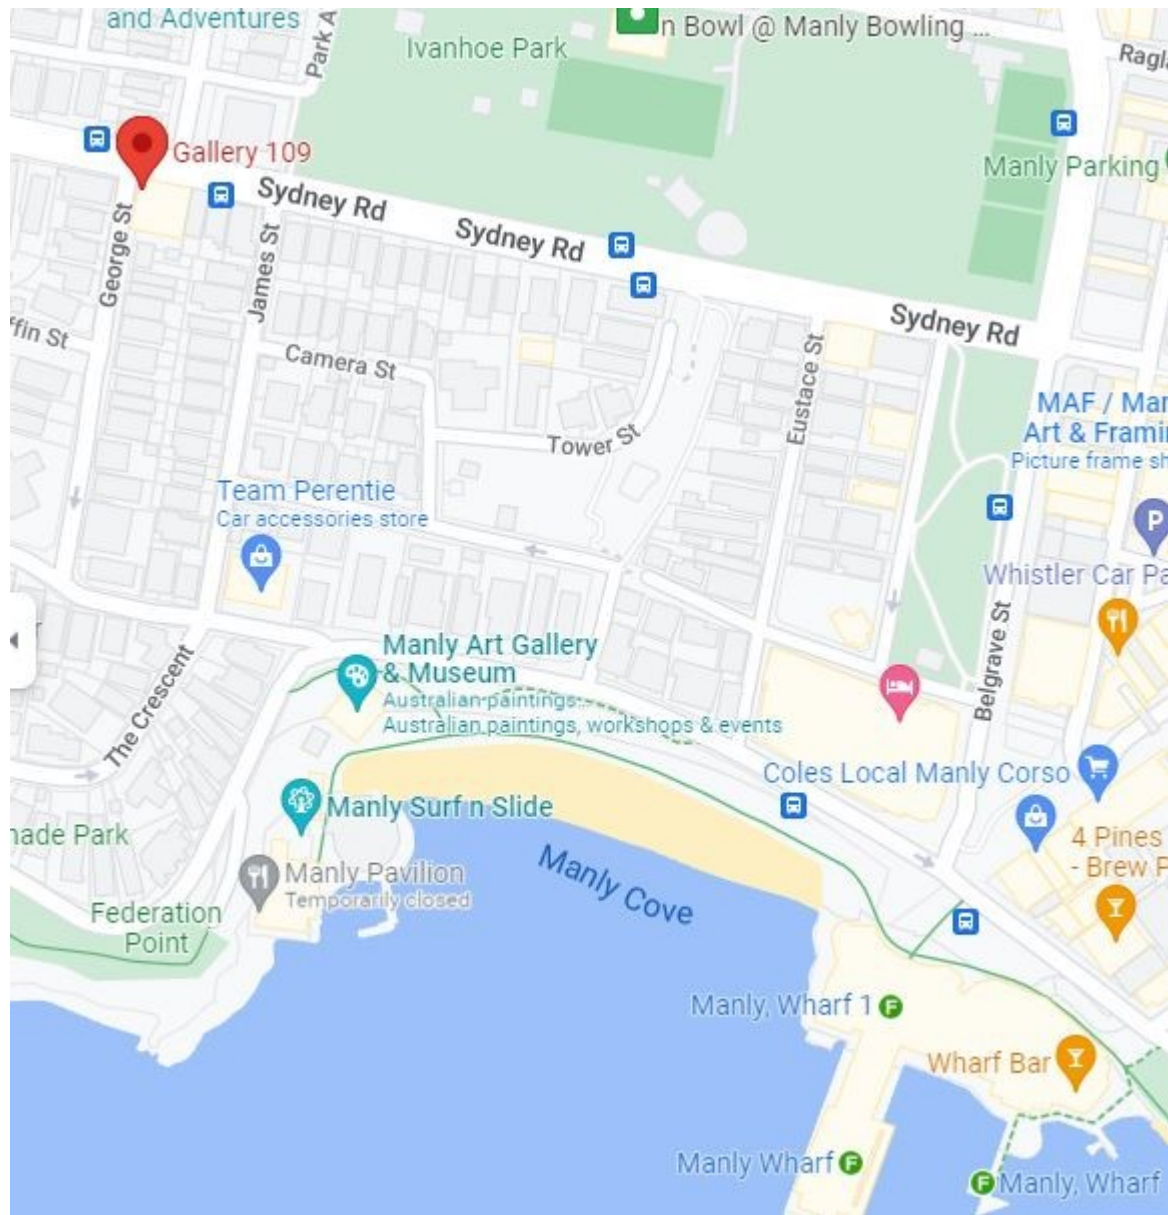 and Adventures
Park A
Ivanhoe Park
n Bowl @ Manly Bowling ...
Ragla
Manly Parking
Gallery 109
Sydney Rd
Sydney Rd
Sydney Rd
George St
James St
ffin St
Camera St
Eustace St
Tower St
MAF / Man
Art & Framin
Picture frame sh
Team Perentie
Car accessories store
P
Whistler Car Pa
Belgrave St
Manly Art Gallery
& Museum
Australian paintings...
Australian paintings, workshops & events
The Crescent
Coles Local Manly Corso
Manly Surf n Slide
nade Park
4 Pines
- Brew P
Manly Pavilion
Temporarily closed
Manly Cove
Federation
Point
Manly, Wharf 1 F
Wharf Bar
Manly Wharf F
F Manly, Wharf